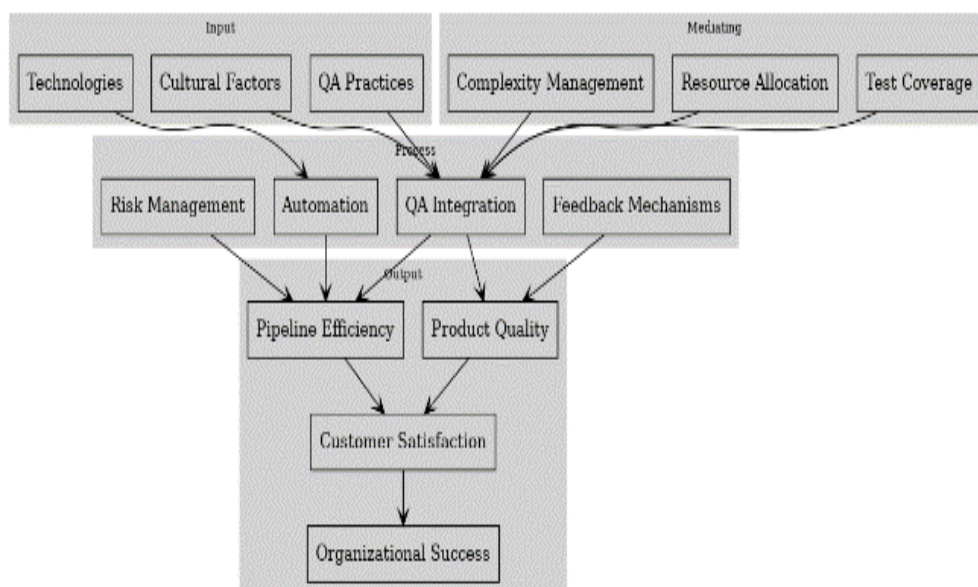 Input
Mediating
Technologies
Cultural Factors
QA Practices
Complexity Management
Resource Allocation
Test Coverage
Process
Risk Management
Automation
QA Integration
Feedback Mechanisms
Output
Pipeline Efficiency
Product Quality
Customer Satisfaction
Organizational Success